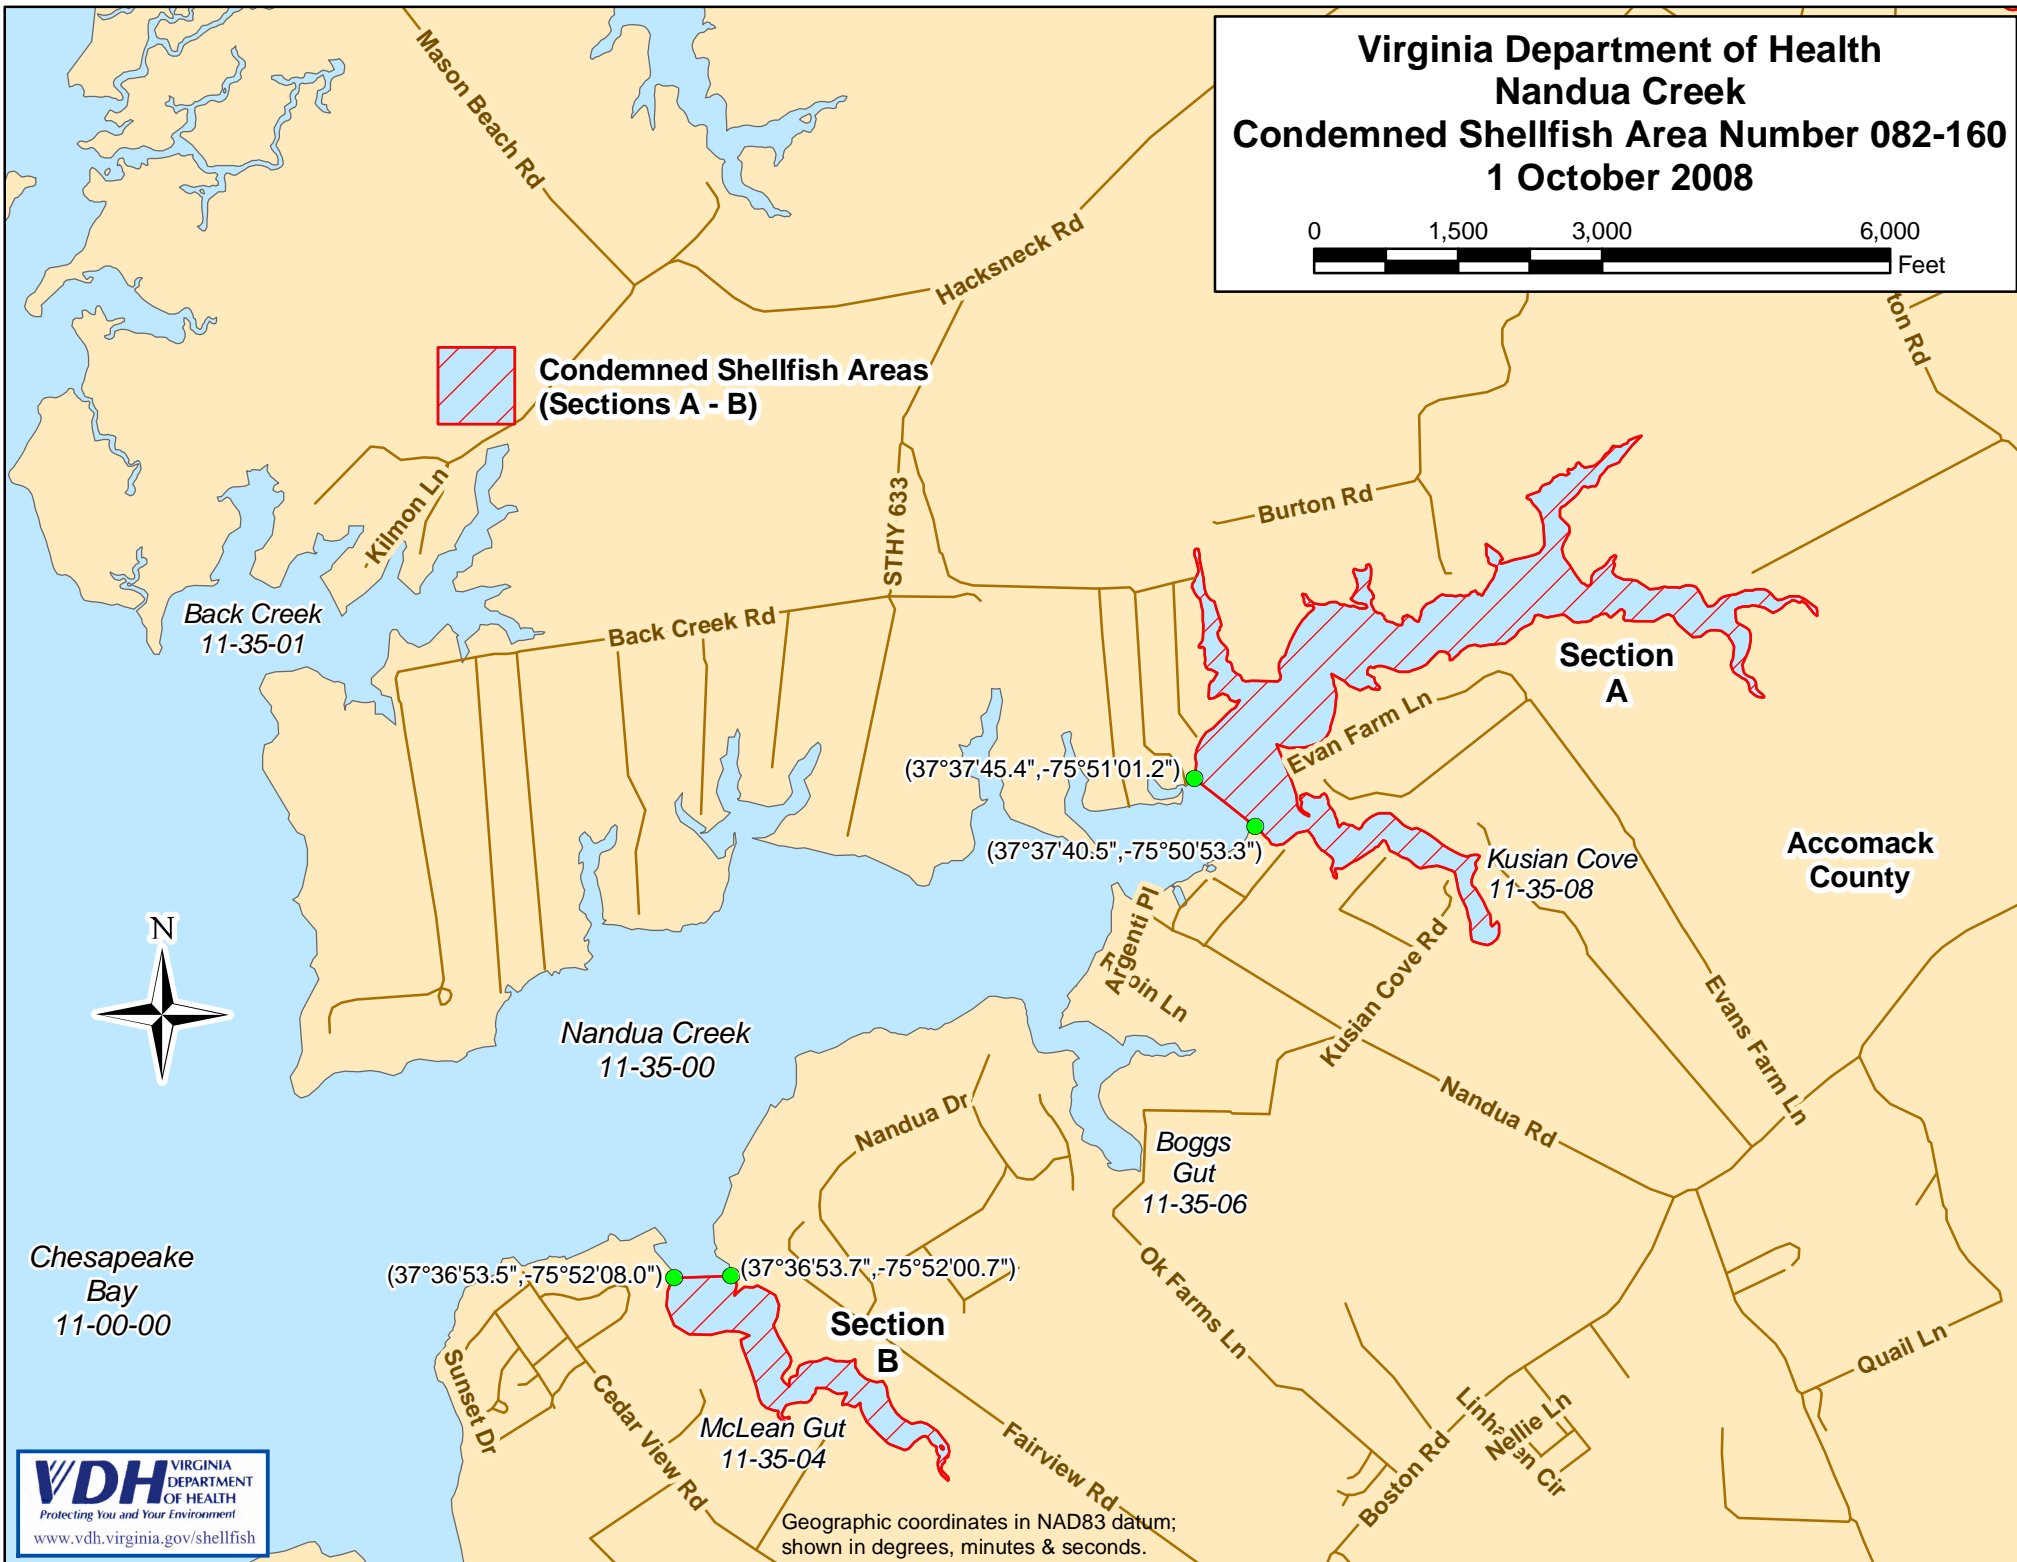 Virginia Department of Health
Nandua Creek
Condemned Shellfish Area Number 082-160
1 October 2008
0 1,500 3,000 6,000
Feet
Mason Beach Rd
Hacksneck Rd
ton Rd
Condemned Shellfish Areas
(Sections A - B)
Kilmon Ln
STHY 633
Burton Rd
Back Creek
11-35-01
Back Creek Rd
Section
A
Evan Farm Ln
(37°37'45.4",-75°51'01.2")
(37°37'40.5",-75°50'53.3")
Kusian Cove
11-35-08
Accomack
County
Argenti Pl
Ln
Kusian Cove Rd
Evans Farm Ln
N
Nandua Creek
11-35-00
Nandua Dr
Nandua Rd
Boggs
Gut
11-35-06
Chesapeake
Bay
11-00-00
(37°36'53.5",-75°52'08.0")
(37°36'53.7",-75°52'00.7")
Ok Farms Ln
Section
B
Quail Ln
Sunset Dr
Cedar View Rd
McLean Gut
11-35-04
Fairview Rd
Boston Rd
Nellie Ln
Cir
VDH
VIRGINIA
DEPARTMENT
OF HEALTH
Protecting You and Your Environment
www.vdh.virginia.gov/shellfish
Geographic coordinates in NAD83 datum;
shown in degrees, minutes & seconds.